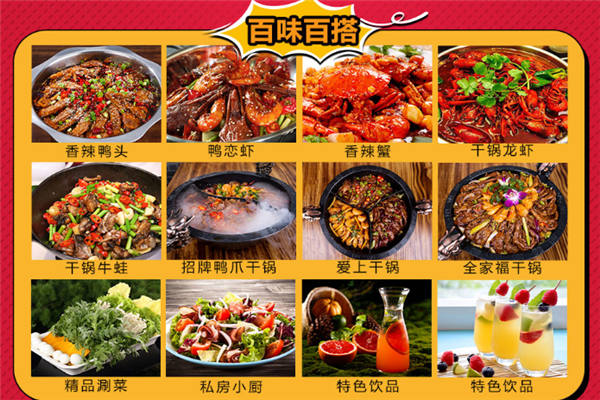 百味百搭
香辣鸭头
鸭恋虾
香辣蟹
干锅龙虾
干锅牛蛙
招牌鸭爪干锅
爱上干锅
全家福干锅
精品涮菜
私房小厨
特色饮品
特色饮品